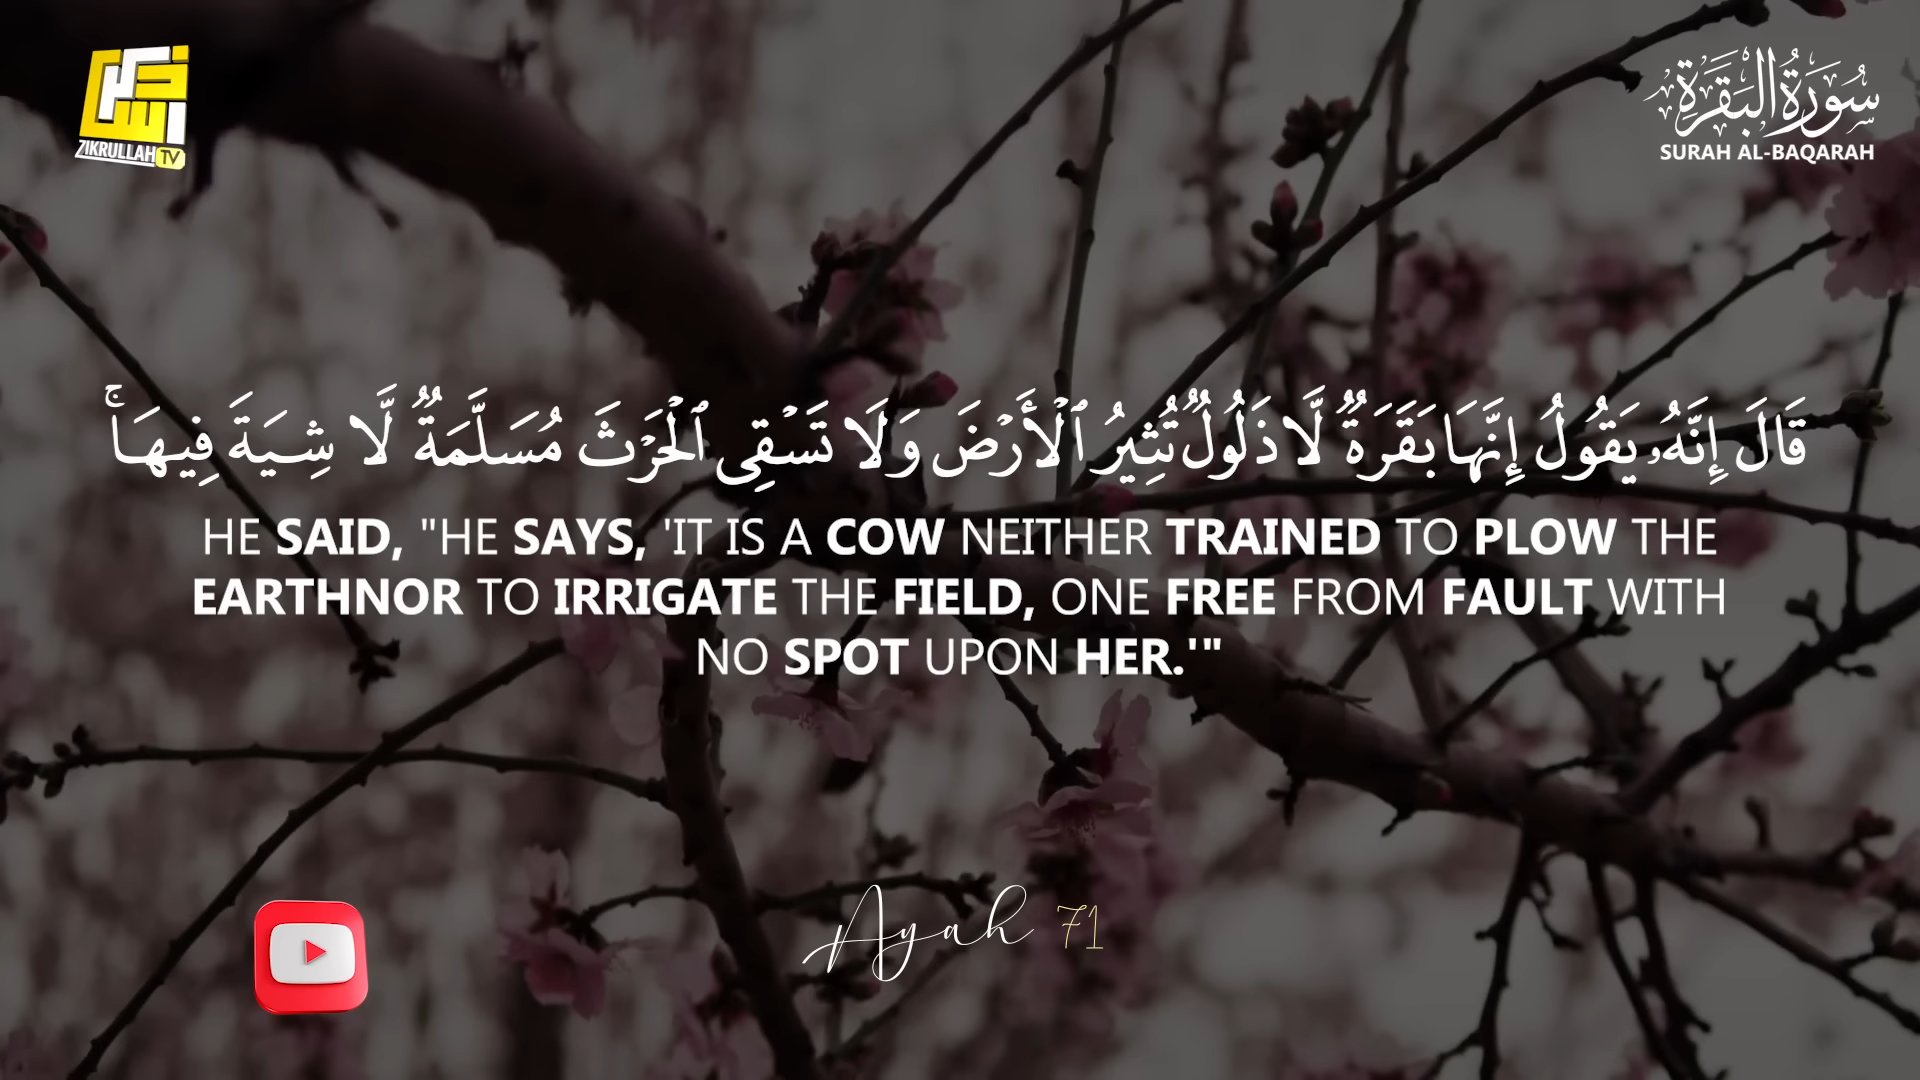 ذكر الله
ZIKRULLAH TV
سُورَةُ البَقَرَةِ
SURAH AL-BAQARAH
قَالَ إِنَّهُۥ يَقُولُ إِنَّهَا بَقَرَةٌۭ لَّا ذَلُولٌۭ تُثِيرُ ٱلْأَرْضَ وَلَا تَسْقِى ٱلْحَرْثَ مُسَلَّمَةٌۭ لَّا شِيَةَ فِيهَا ۚ
HE SAID, "HE SAYS, 'IT IS A COW NEITHER TRAINED TO PLOW THE
EARTHNOR TO IRRIGATE THE FIELD, ONE FREE FROM FAULT WITH
NO SPOT UPON HER.'"
Ayah 71